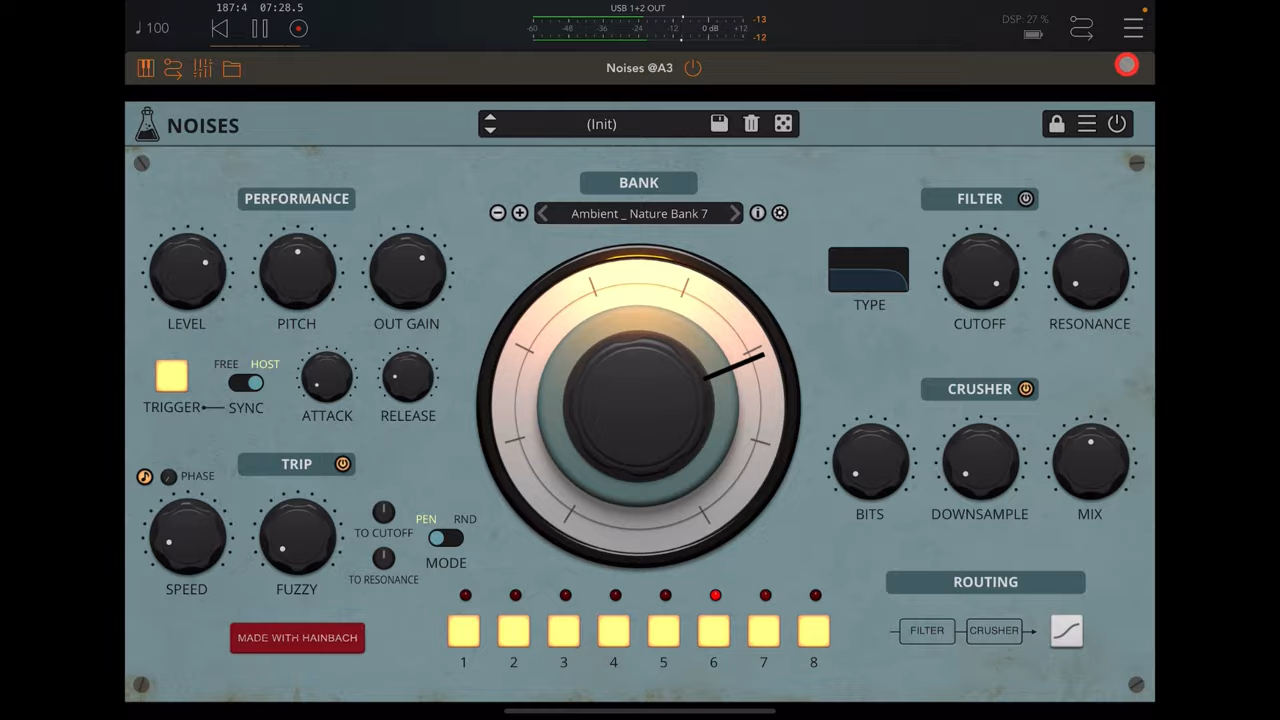 187:4 07:28.5
♩ 100
USB 1+2 OUT
-60 -48 -36 -24 -12 0 dB +12
-13
-12
DSP: 27 %
Noises @A3
NOISES
(Init)
PERFORMANCE
BANK
FILTER
Ambient _ Nature Bank 7
LEVEL PITCH OUT GAIN
TYPE
CUTOFF RESONANCE
FREE HOST
TRIGGER SYNC
ATTACK RELEASE
CRUSHER
TRIP
PHASE
SPEED FUZZY
TO CUTOFF
TO RESONANCE
PEN RND
MODE
BITS DOWNSAMPLE MIX
ROUTING
FILTER CRUSHER
MADE WITH HAINBACH
1 2 3 4 5 6 7 8